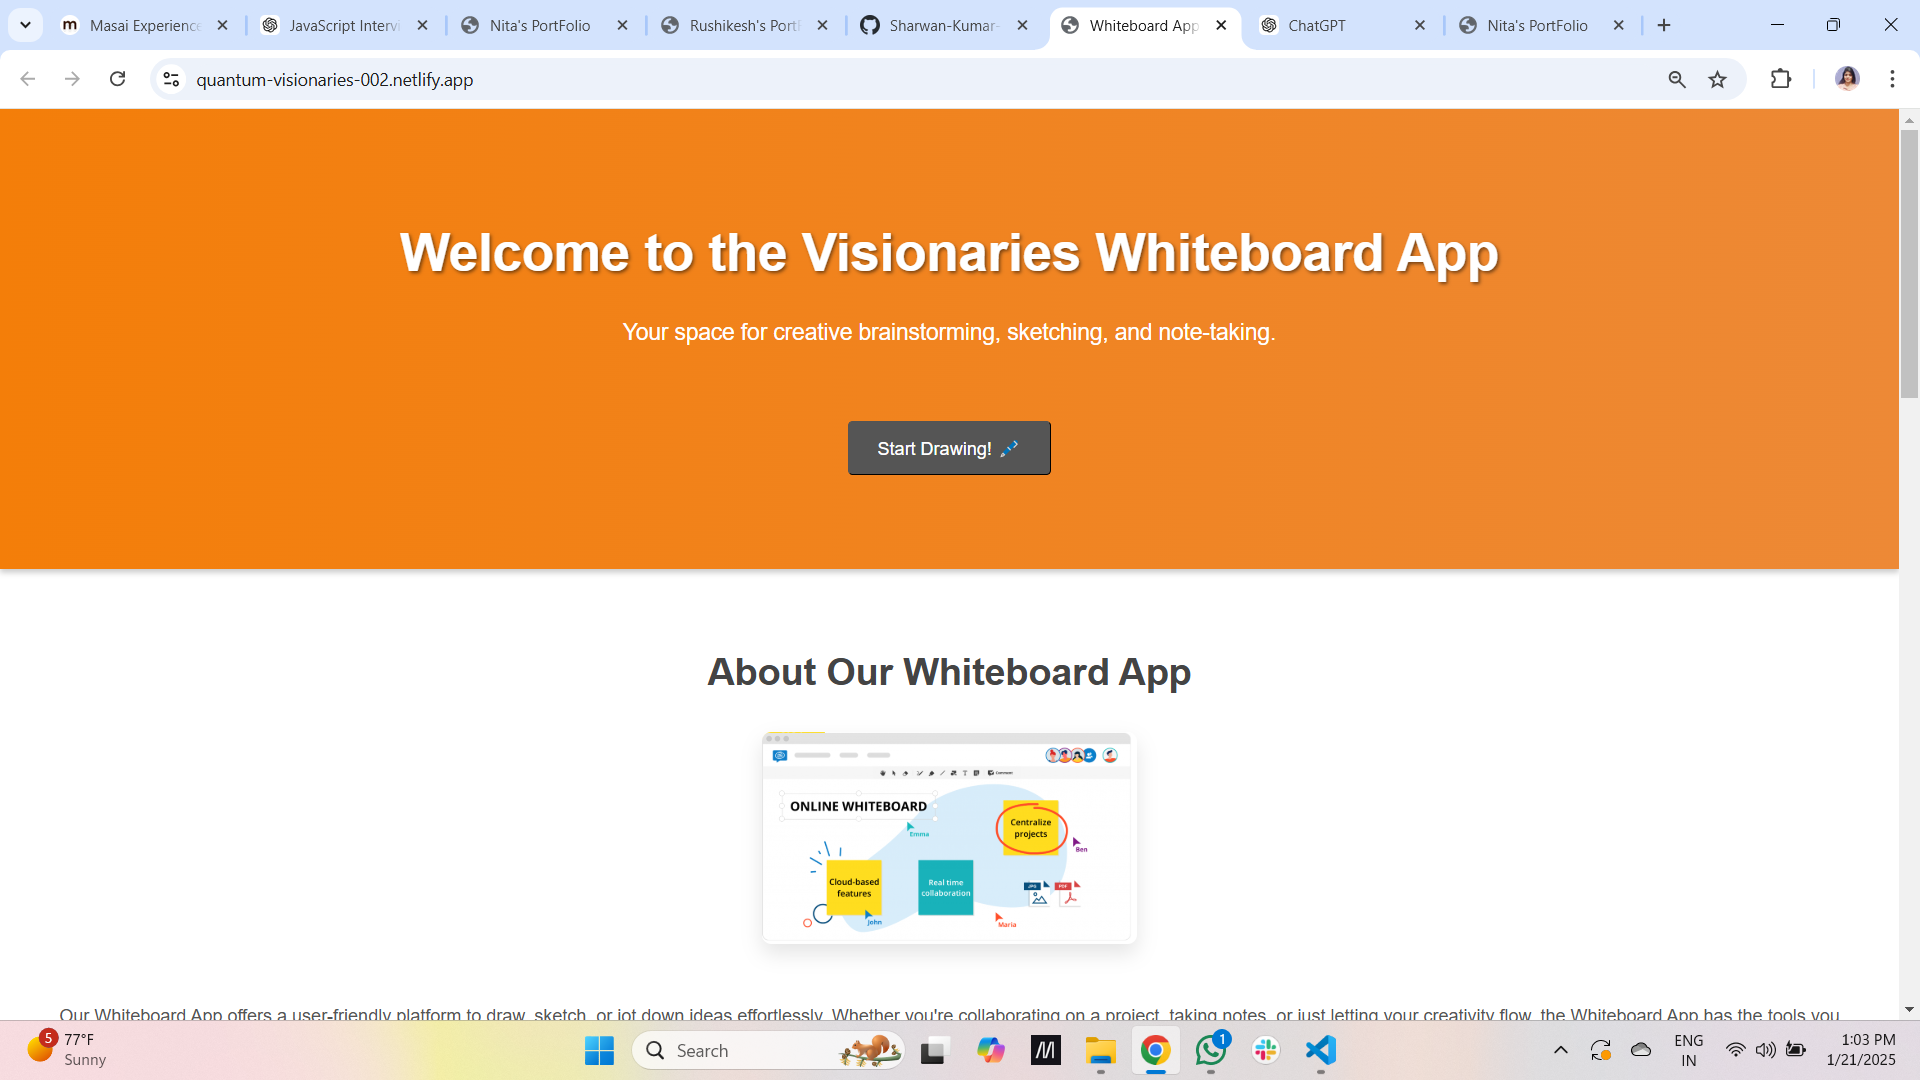 Masai Experience
JavaScript Intervi
Nita's PortFolio
Rushikesh's PortF
Sharwan-Kumar-
Whiteboard App
ChatGPT
Nita's PortFolio
quantum-visionaries-002.netlify.app
Welcome to the Visionaries Whiteboard App
Your space for creative brainstorming, sketching, and note-taking.
Start Drawing!
About Our Whiteboard App
Comment
ONLINE WHITEBOARD
Emma
Centralize
projects
Ben
Cloud-based
features
John
Real time
collaboration
JPG
PDF
Maria
Our Whiteboard App offers a user-friendly platform to draw, sketch, or jot down ideas effortlessly. Whether you're collaborating on a project, taking notes, or just letting your creativity flow, the Whiteboard App has the tools you
5
77°F
Sunny
Search
1
ENG
IN
1:03 PM
1/21/2025